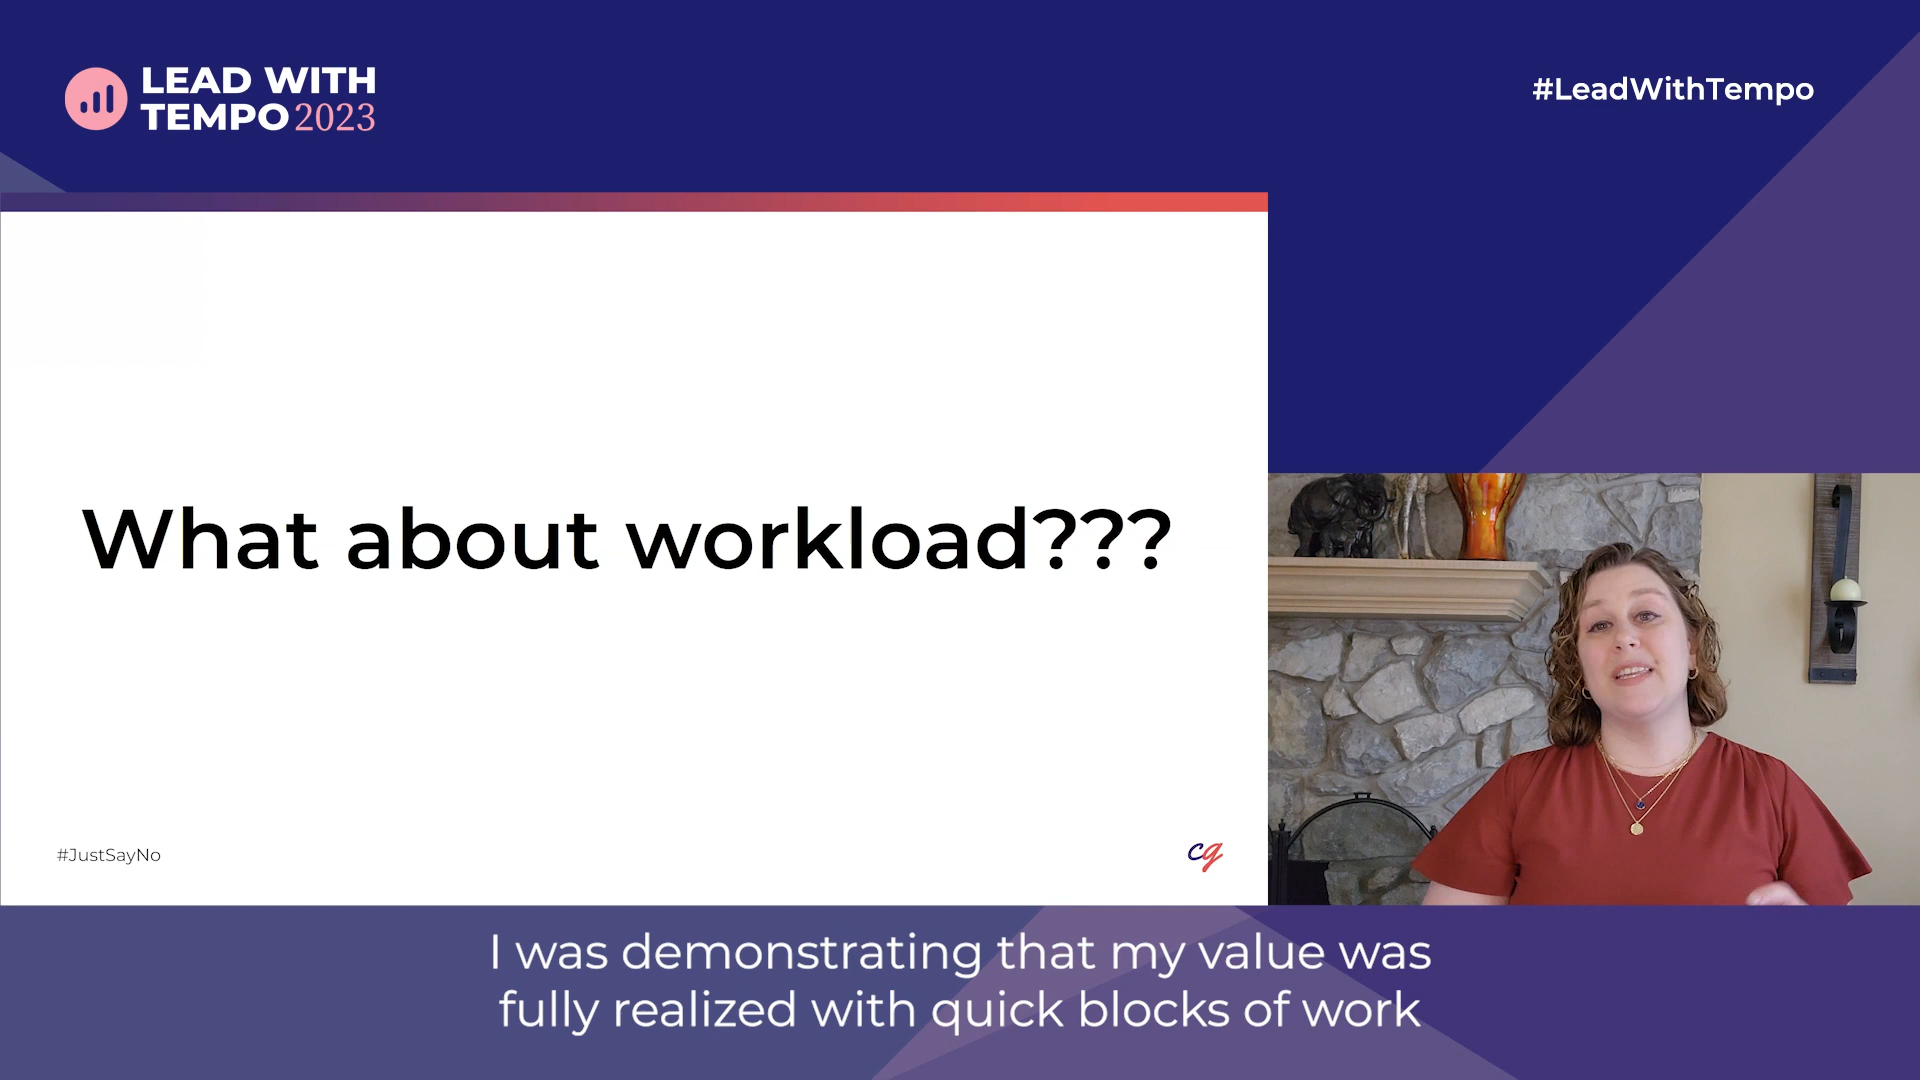 LEAD WITH
TEMPO 2023
#LeadWithTempo
What about workload???
#JustSayNo
cg
I was demonstrating that my value was
fully realized with quick blocks of work